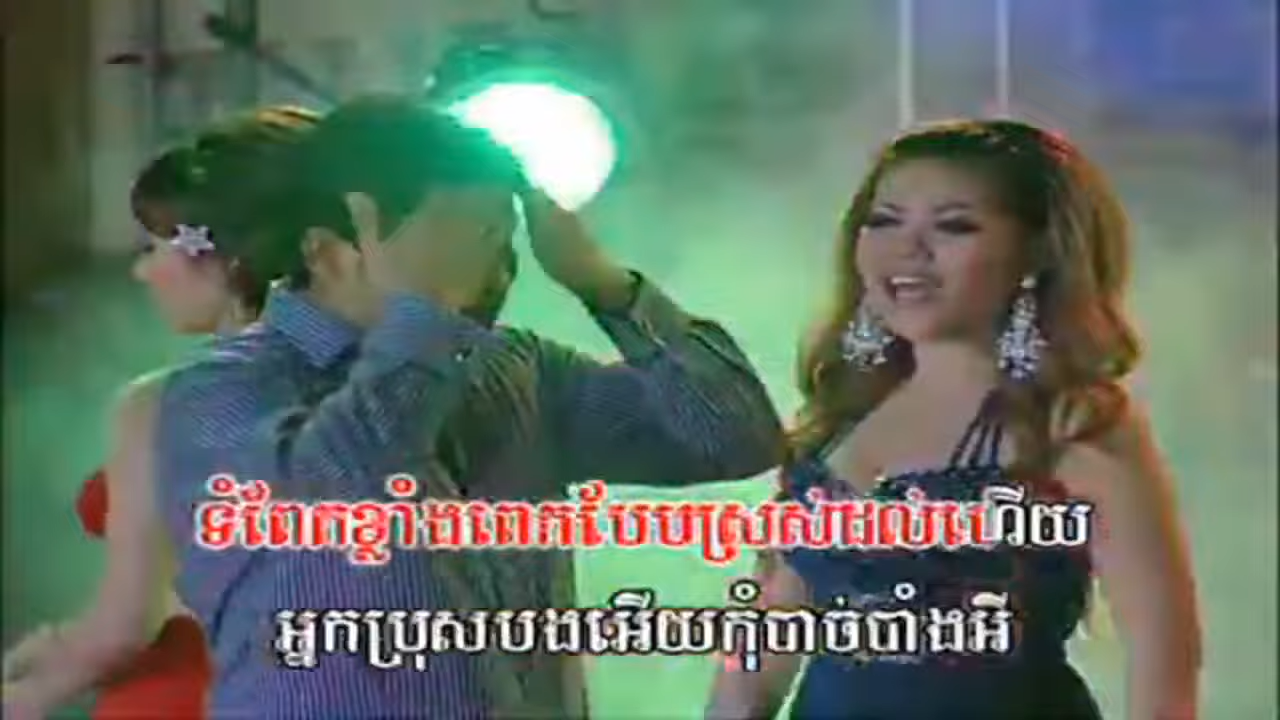 ទំពែកខ្លាំងពេកបែបស្រស់ដល់ហើយ
អ្នកប្រុសបងអើយកុំបាច់បាំងអី